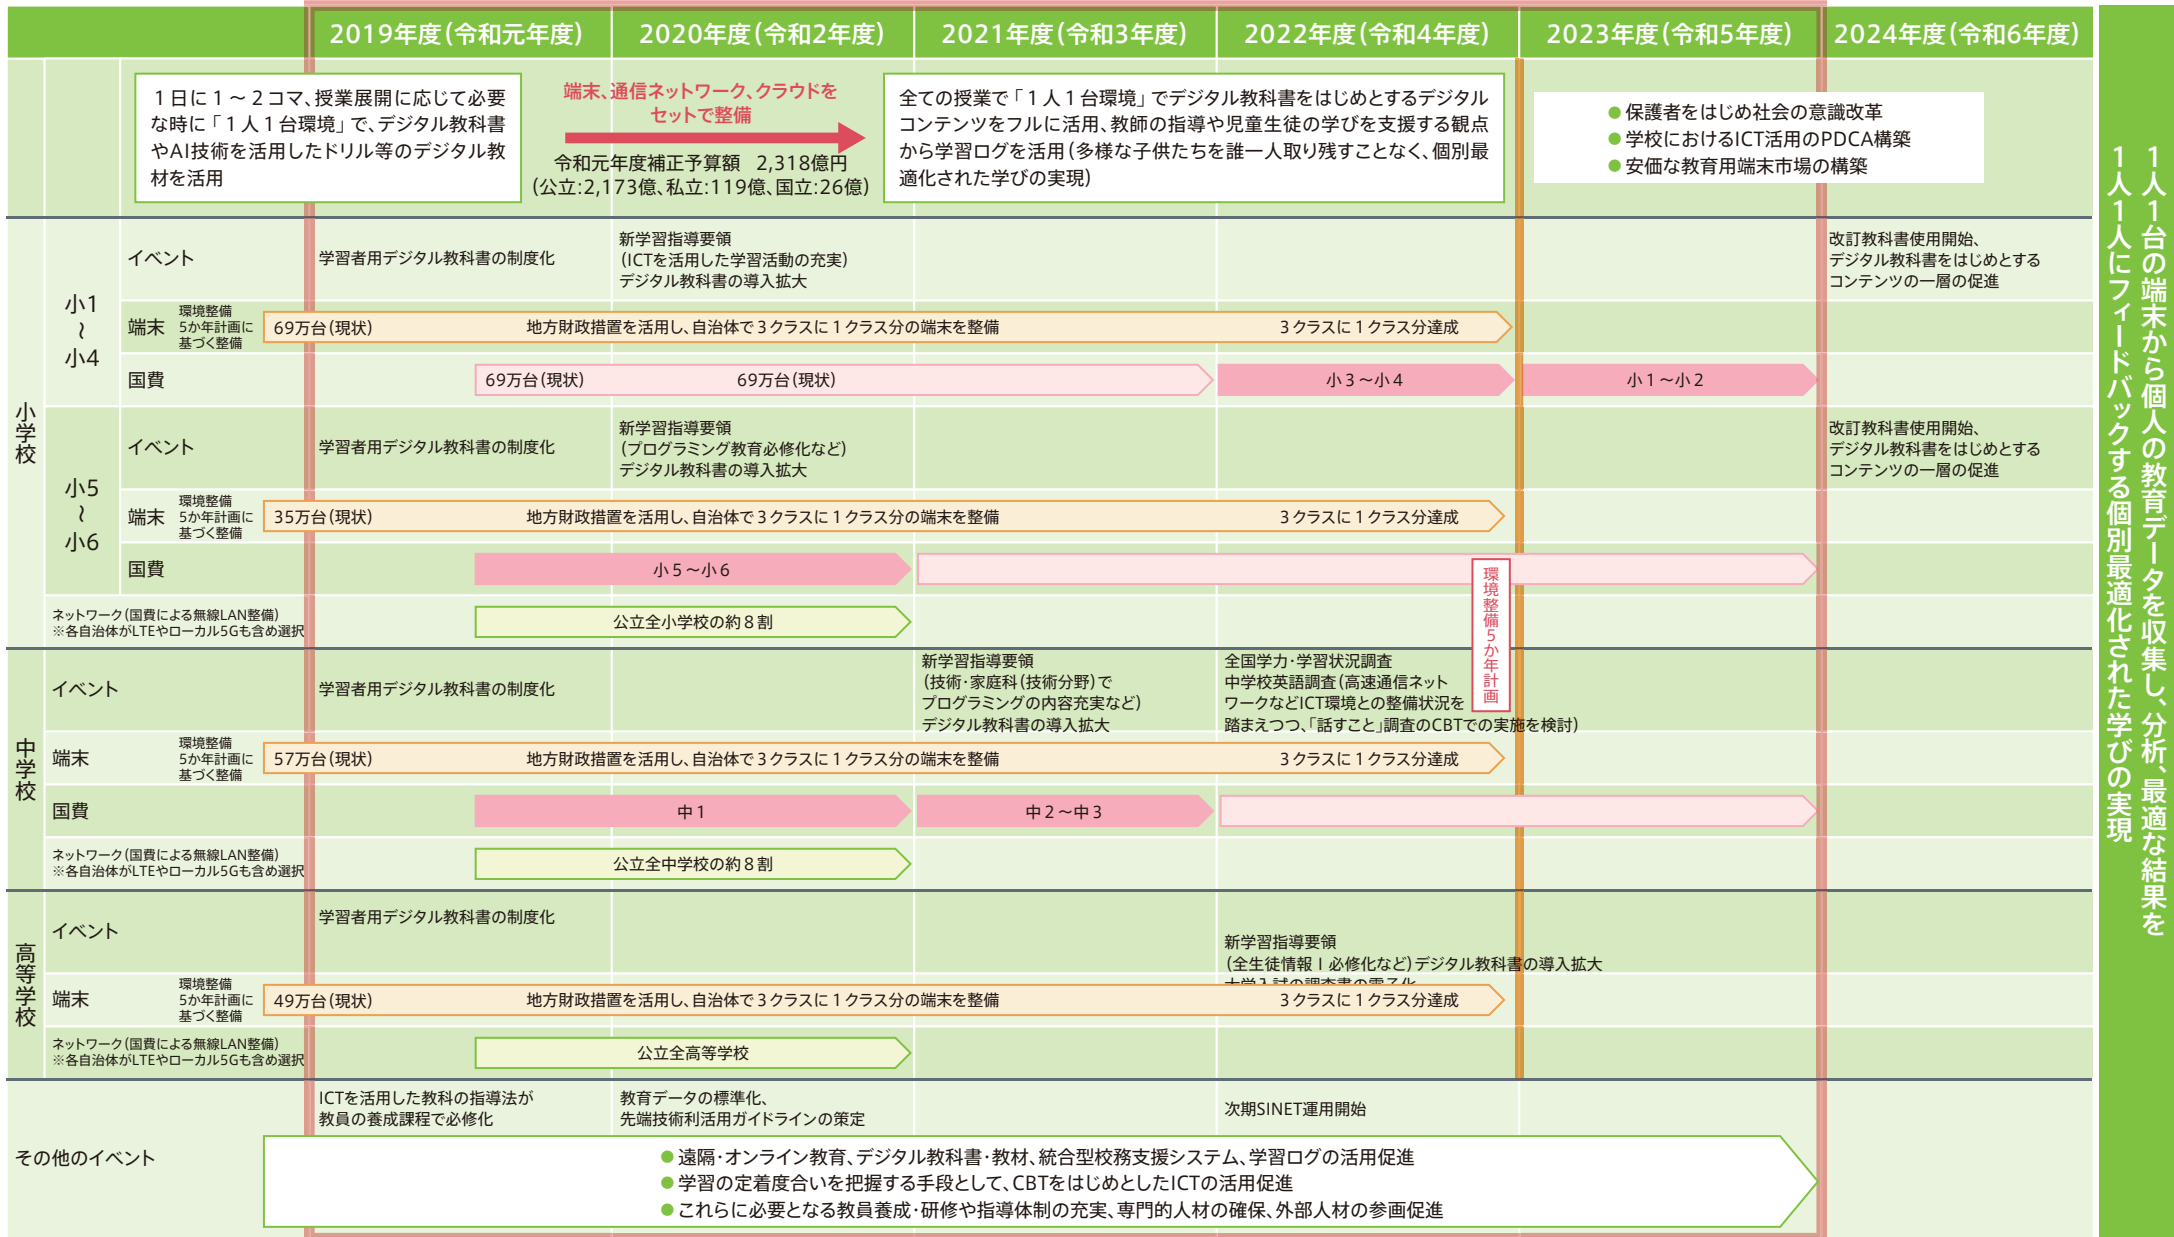 2019年度(令和元年度)
2020年度(令和2年度)
2021年度(令和3年度)
2022年度(令和4年度)
2023年度(令和5年度)
2024年度(令和6年度)
１日に１～２コマ、授業展開に応じて必要
な時に「１人１台環境」で、デジタル教科書
やAI技術を活用したドリル等のデジタル教
材を活用
端末、通信ネットワーク、クラウドを
セットで整備
令和元年度補正予算額　2,318億円
(公立:2,173億、私立:119億、国立:26億)
全ての授業で「１人１台環境」でデジタル教科書をはじめとするデジタル
コンテンツをフルに活用、教師の指導や児童生徒の学びを支援する観点
から学習ログを活用(多様な子供たちを誰一人取り残すことなく、個別最
適化された学びの実現)
●保護者をはじめ社会の意識改革
●学校におけるICT活用のPDCA構築
●安価な教育用端末市場の構築
小学校
小1
～
小4
イベント
学習者用デジタル教科書の制度化
新学習指導要領
(ICTを活用した学習活動の充実)
デジタル教科書の導入拡大
改訂教科書使用開始、
デジタル教科書をはじめとする
コンテンツの一層の促進
端末
環境整備
5か年計画に
基づく整備
69万台(現状)
地方財政措置を活用し、自治体で３クラスに１クラス分の端末を整備
３クラスに１クラス分達成
国費
69万台(現状)
69万台(現状)
小３～小４
小１～小２
小5
～
小6
イベント
学習者用デジタル教科書の制度化
新学習指導要領
(プログラミング教育必修化など)
デジタル教科書の導入拡大
改訂教科書使用開始、
デジタル教科書をはじめとする
コンテンツの一層の促進
端末
環境整備
5か年計画に
基づく整備
35万台(現状)
地方財政措置を活用し、自治体で３クラスに１クラス分の端末を整備
３クラスに１クラス分達成
国費
小５～小６
環境整備5か年計画
ネットワーク(国費による無線LAN整備)
※各自治体がLTEやローカル5Gも含め選択
公立全小学校の約８割
中学校
イベント
学習者用デジタル教科書の制度化
新学習指導要領
(技術･家庭科(技術分野)で
プログラミングの内容充実など)
デジタル教科書の導入拡大
全国学力･学習状況調査
中学校英語調査(高速通信ネット
ワークなどICT環境との整備状況を
踏まえつつ、｢話すこと｣調査のCBTでの実施を検討)
端末
環境整備
5か年計画に
基づく整備
57万台(現状)
地方財政措置を活用し、自治体で３クラスに１クラス分の端末を整備
３クラスに１クラス分達成
国費
中１
中２～中３
ネットワーク(国費による無線LAN整備)
※各自治体がLTEやローカル5Gも含め選択
公立全中学校の約８割
高等学校
イベント
学習者用デジタル教科書の制度化
新学習指導要領
(全生徒情報Ⅰ必修化など)デジタル教科書の導入拡大
大学入試の調査書の電子化
端末
環境整備
5か年計画に
基づく整備
49万台(現状)
地方財政措置を活用し、自治体で３クラスに１クラス分の端末を整備
３クラスに１クラス分達成
ネットワーク(国費による無線LAN整備)
※各自治体がLTEやローカル5Gも含め選択
公立全高等学校
その他のイベント
ICTを活用した教科の指導法が
教員の養成課程で必修化
教育データの標準化、
先端技術利活用ガイドラインの策定
次期SINET運用開始
●遠隔･オンライン教育、デジタル教科書･教材、統合型校務支援システム、学習ログの活用促進
●学習の定着度合いを把握する手段として、CBTをはじめとしたICTの活用促進
●これらに必要となる教員養成･研修や指導体制の充実、専門的人材の確保、外部人材の参画促進
1人1台の端末から個人の教育データを収集し、分析、最適な結果を
1人1人にフィードバックする個別最適化された学びの実現